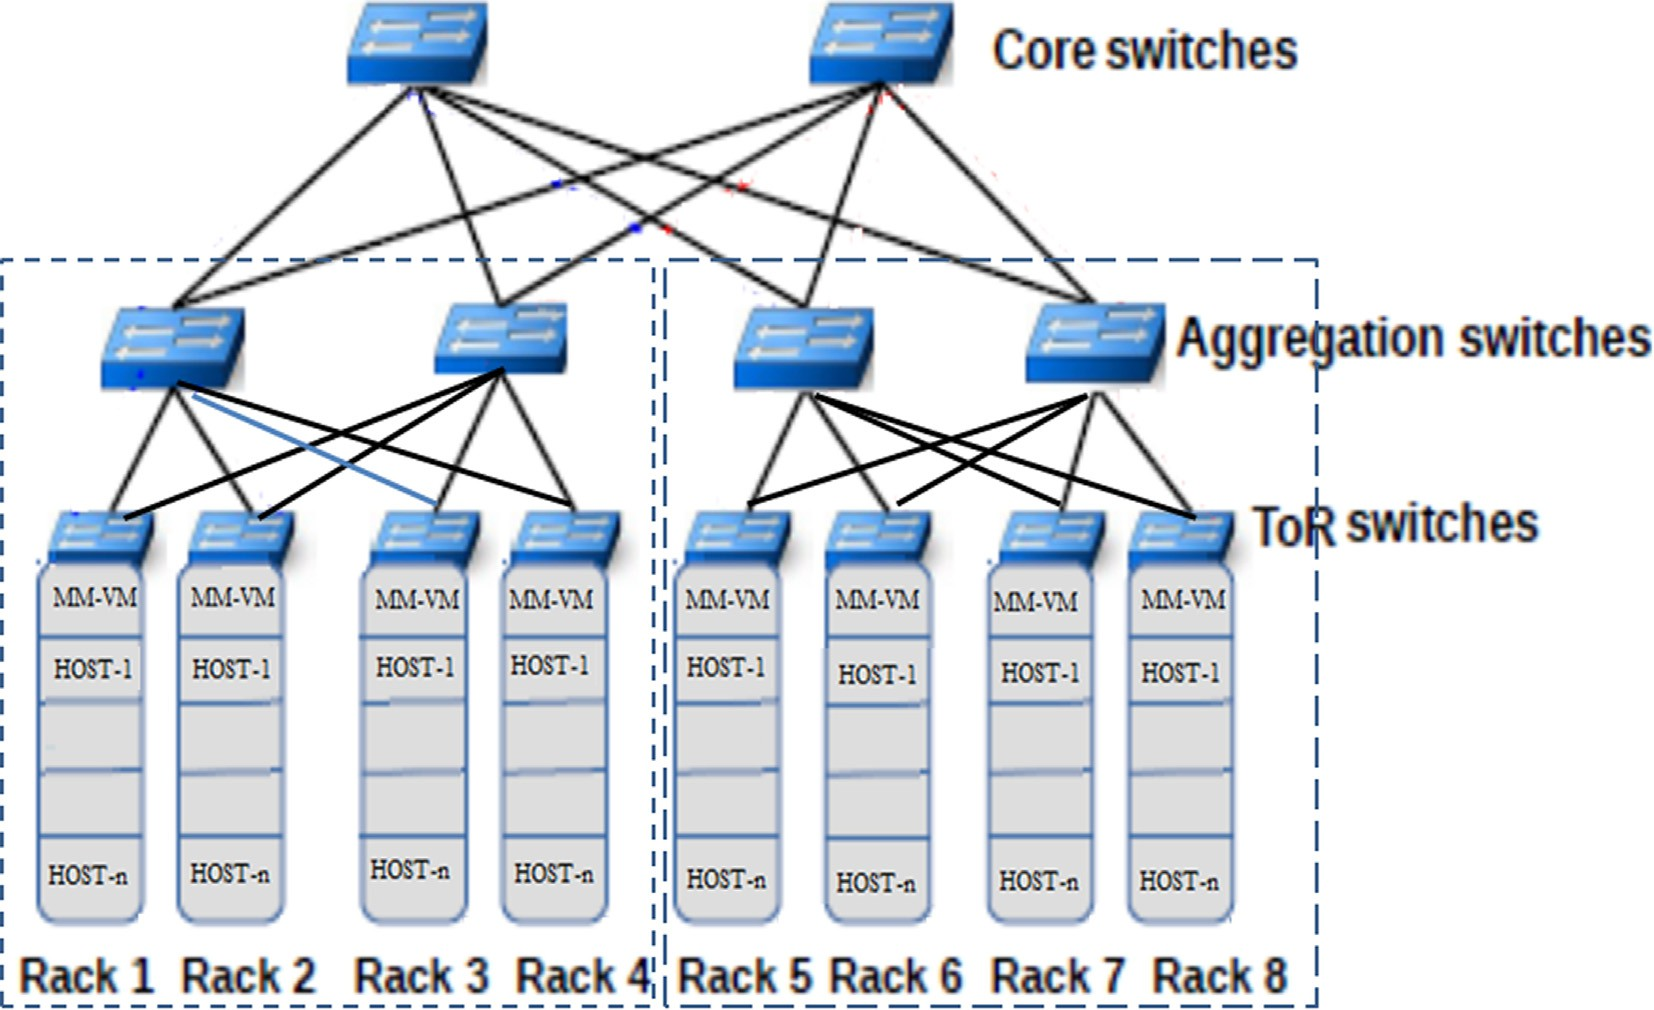 Core switches
Aggregation switches
ToR switches
MM-VM MM-VM MM-VM MM-VM MM-VM MM-VM MM-VM MM-VM
HOST-1 HOST-1 HOST-1 HOST-1 HOST-1 HOST-1 HOST-1 HOST-1
HOST-n HOST-n HOST-n HOST-n HOST-n HOST-n HOST-n HOST-n
Rack 1 Rack 2 Rack 3 Rack 4 Rack 5 Rack 6 Rack 7 Rack 8